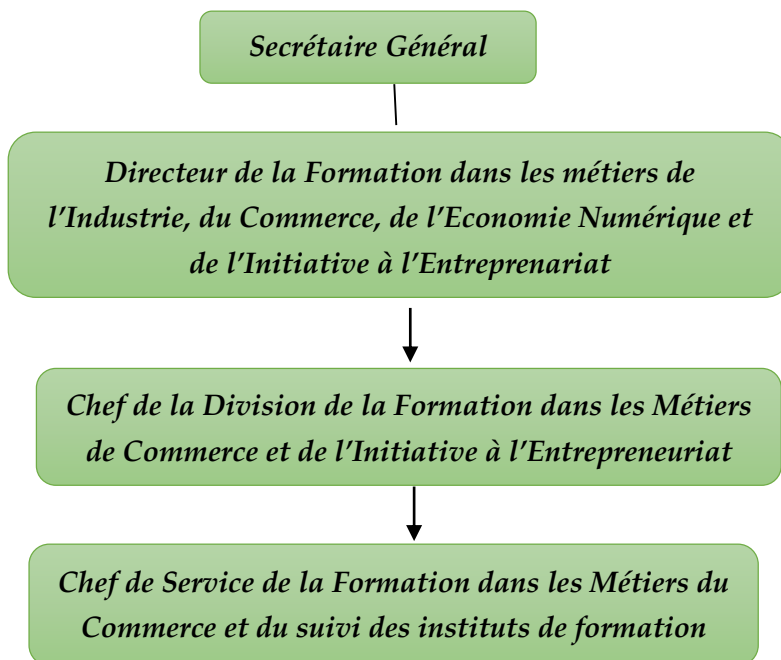 Secrétaire Général
Directeur de la Formation dans les métiers de
l’Industrie, du Commerce, de l’Economie Numérique et
de l’Initiative à l’Entreprenariat
Chef de la Division de la Formation dans les Métiers
de Commerce et de l’Initiative à l’Entrepreneuriat
Chef de Service de la Formation dans les Métiers du
Commerce et du suivi des instituts de formation